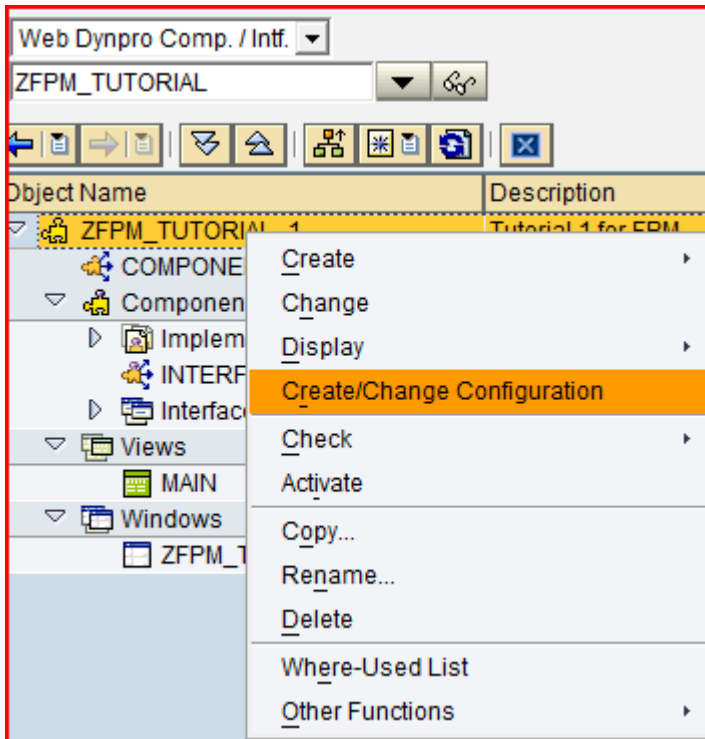 Web Dynpro Comp. / Intf.
ZFPM_TUTORIAL
Object Name Description
ZFPM_TUTORIAL_1 Tutorial 1 for FPM
COMPONE
Componen
Implem
INTERF
Interfac
Views
MAIN
Windows
ZFPM_T
Create
Change
Display
Create/Change Configuration
Check
Activate
Copy...
Rename...
Delete
Where-Used List
Other Functions